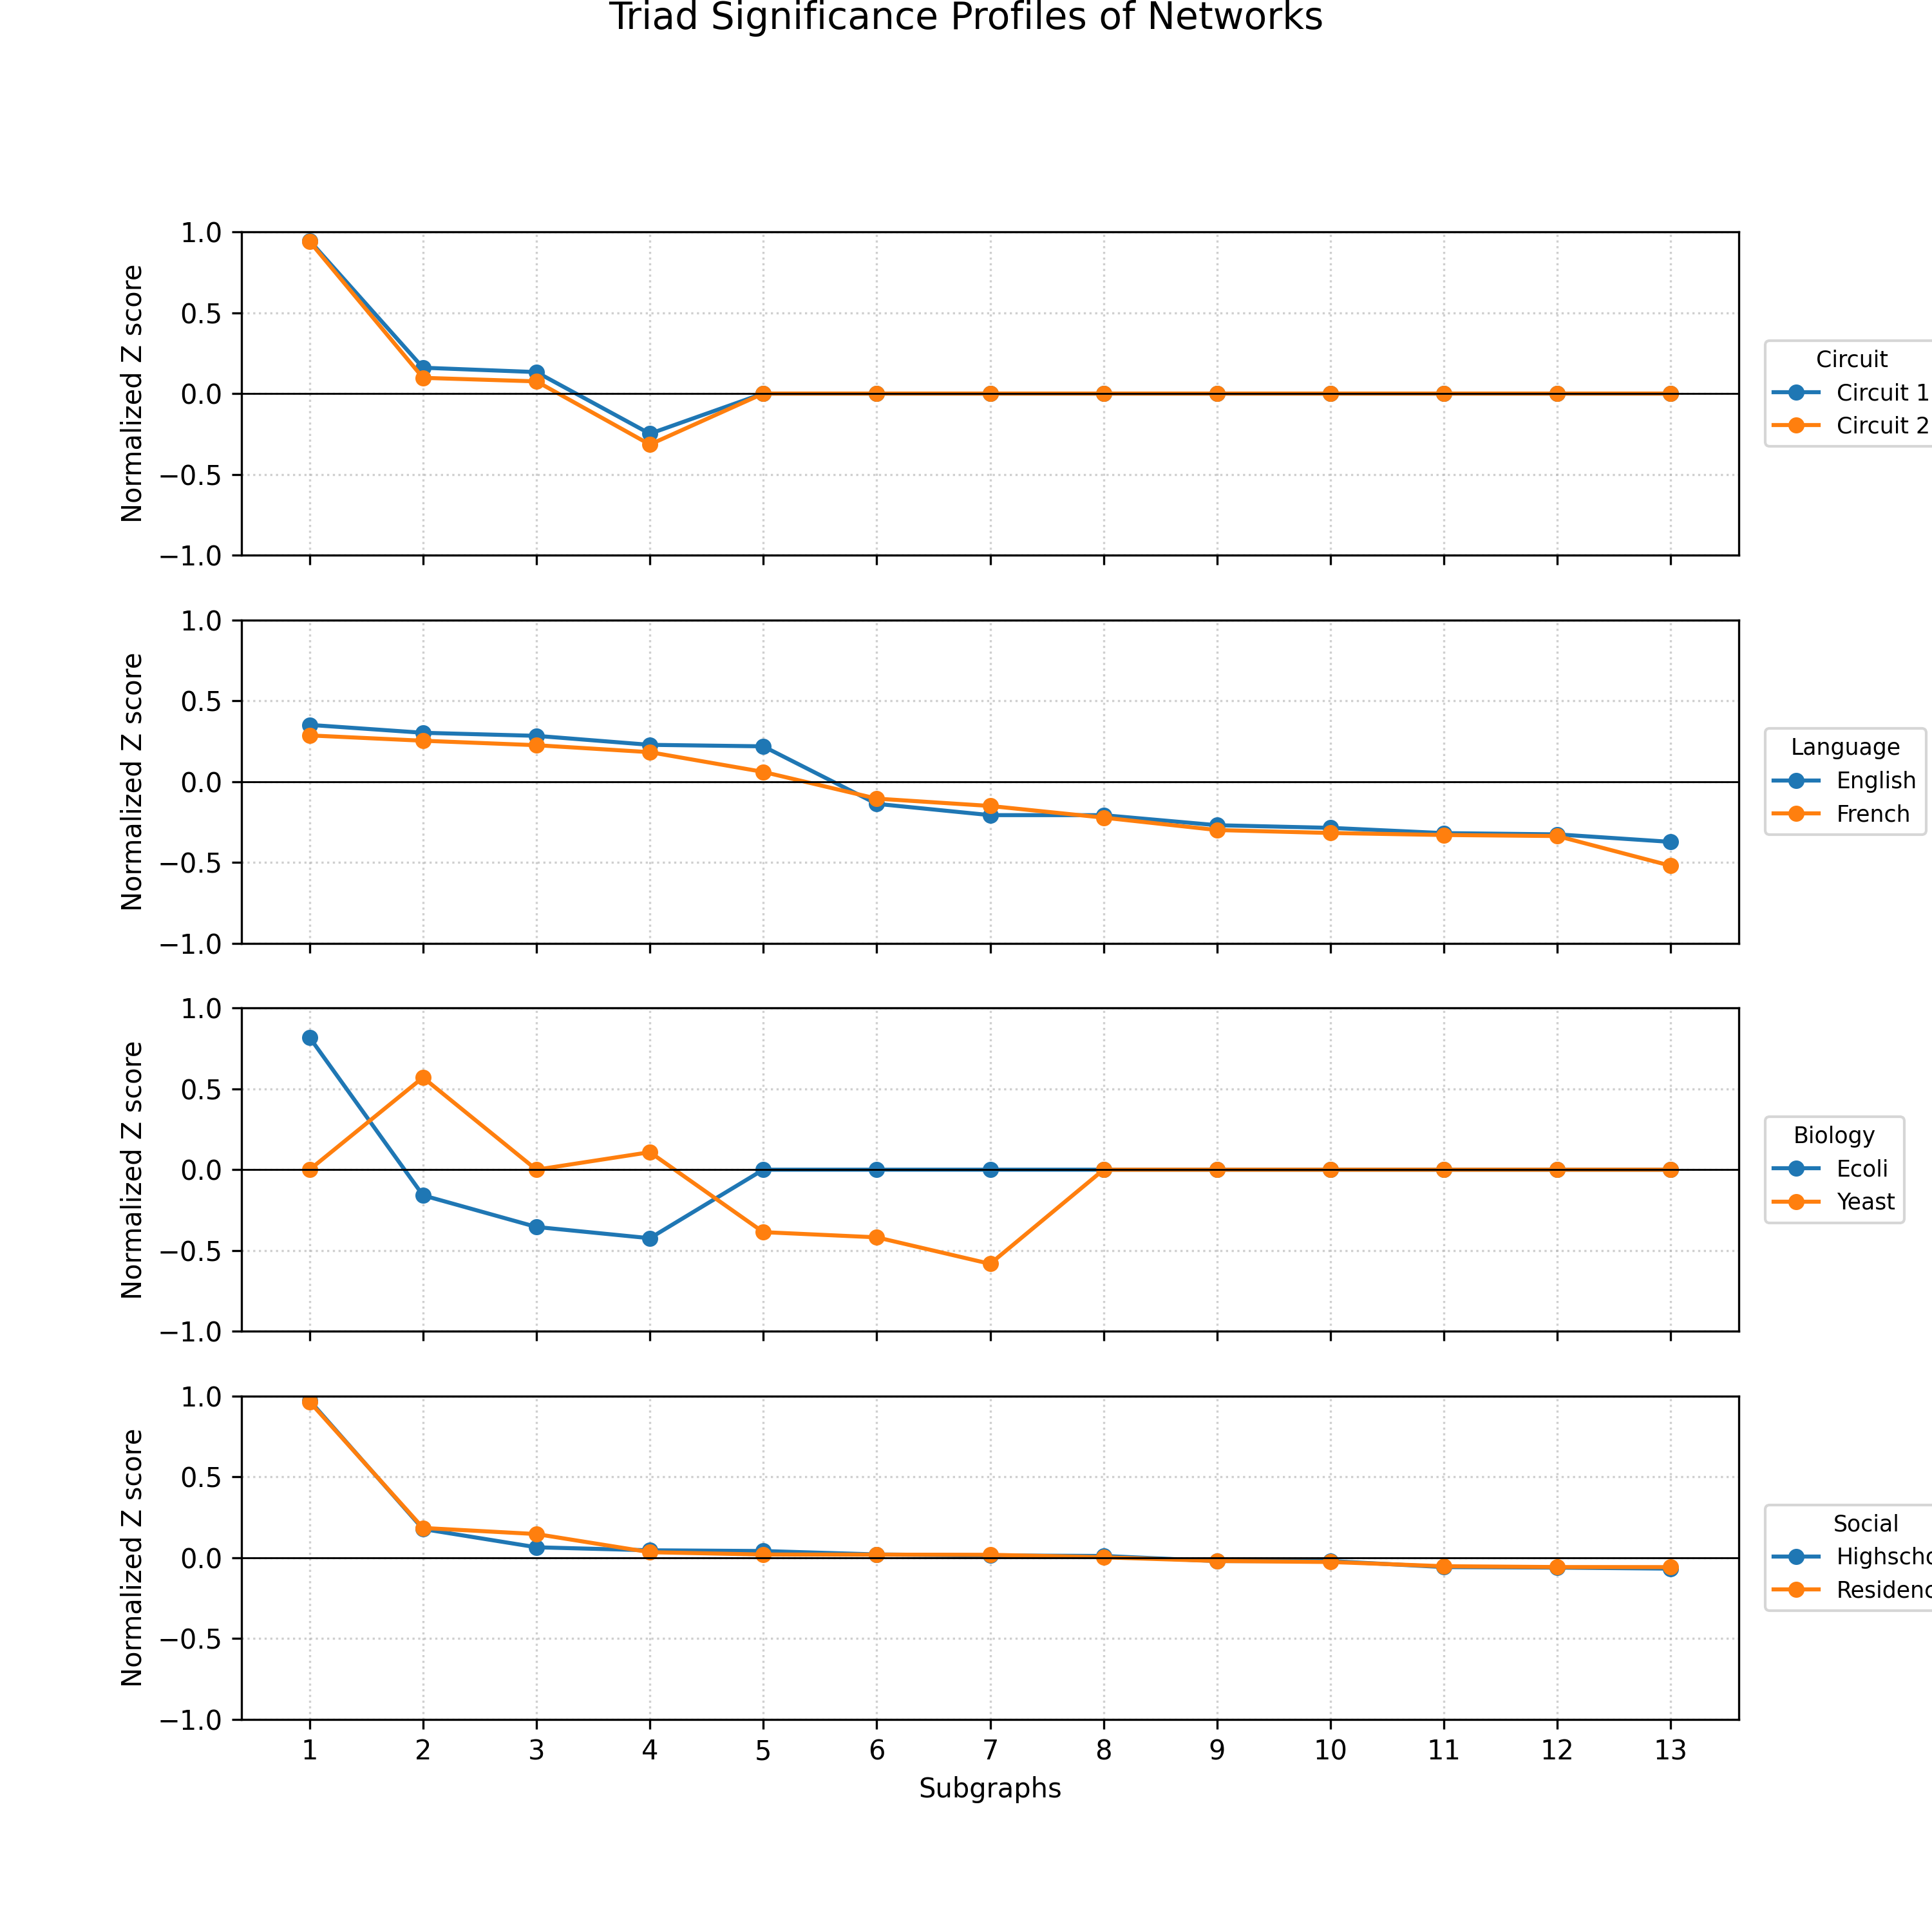 Triad Significance Profiles of Networks
1.0
0.5
0.0
−0.5
−1.0
Normalized Z score
Circuit
Circuit 1
Circuit 2
1.0
0.5
0.0
−0.5
−1.0
Normalized Z score
Language
English
French
1.0
0.5
0.0
−0.5
−1.0
Normalized Z score
Biology
Ecoli
Yeast
1.0
0.5
0.0
−0.5
−1.0
Normalized Z score
Social
1 2 3 4 5 6 7 8 9 10 11 12 13
Subgraphs